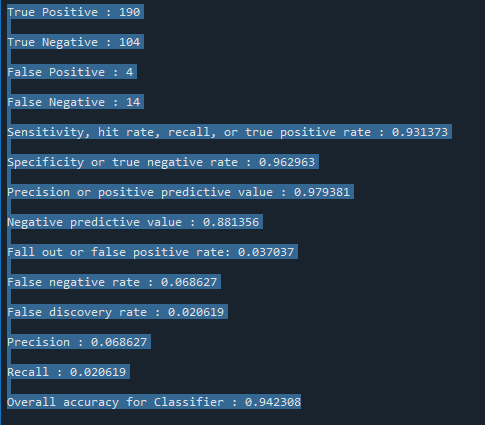 True Positive : 190
True Negative : 104
False Positive : 4
False Negative : 14
Sensitivity, hit rate, recall, or true positive rate : 0.931373
Specificity or true negative rate : 0.962963
Precision or positive predictive value : 0.979381
Negative predictive value : 0.881356
Fall out or false positive rate: 0.037037
False negative rate : 0.068627
False discovery rate : 0.020619
Precision : 0.068627
Recall : 0.020619
Overall accuracy for Classifier : 0.942308